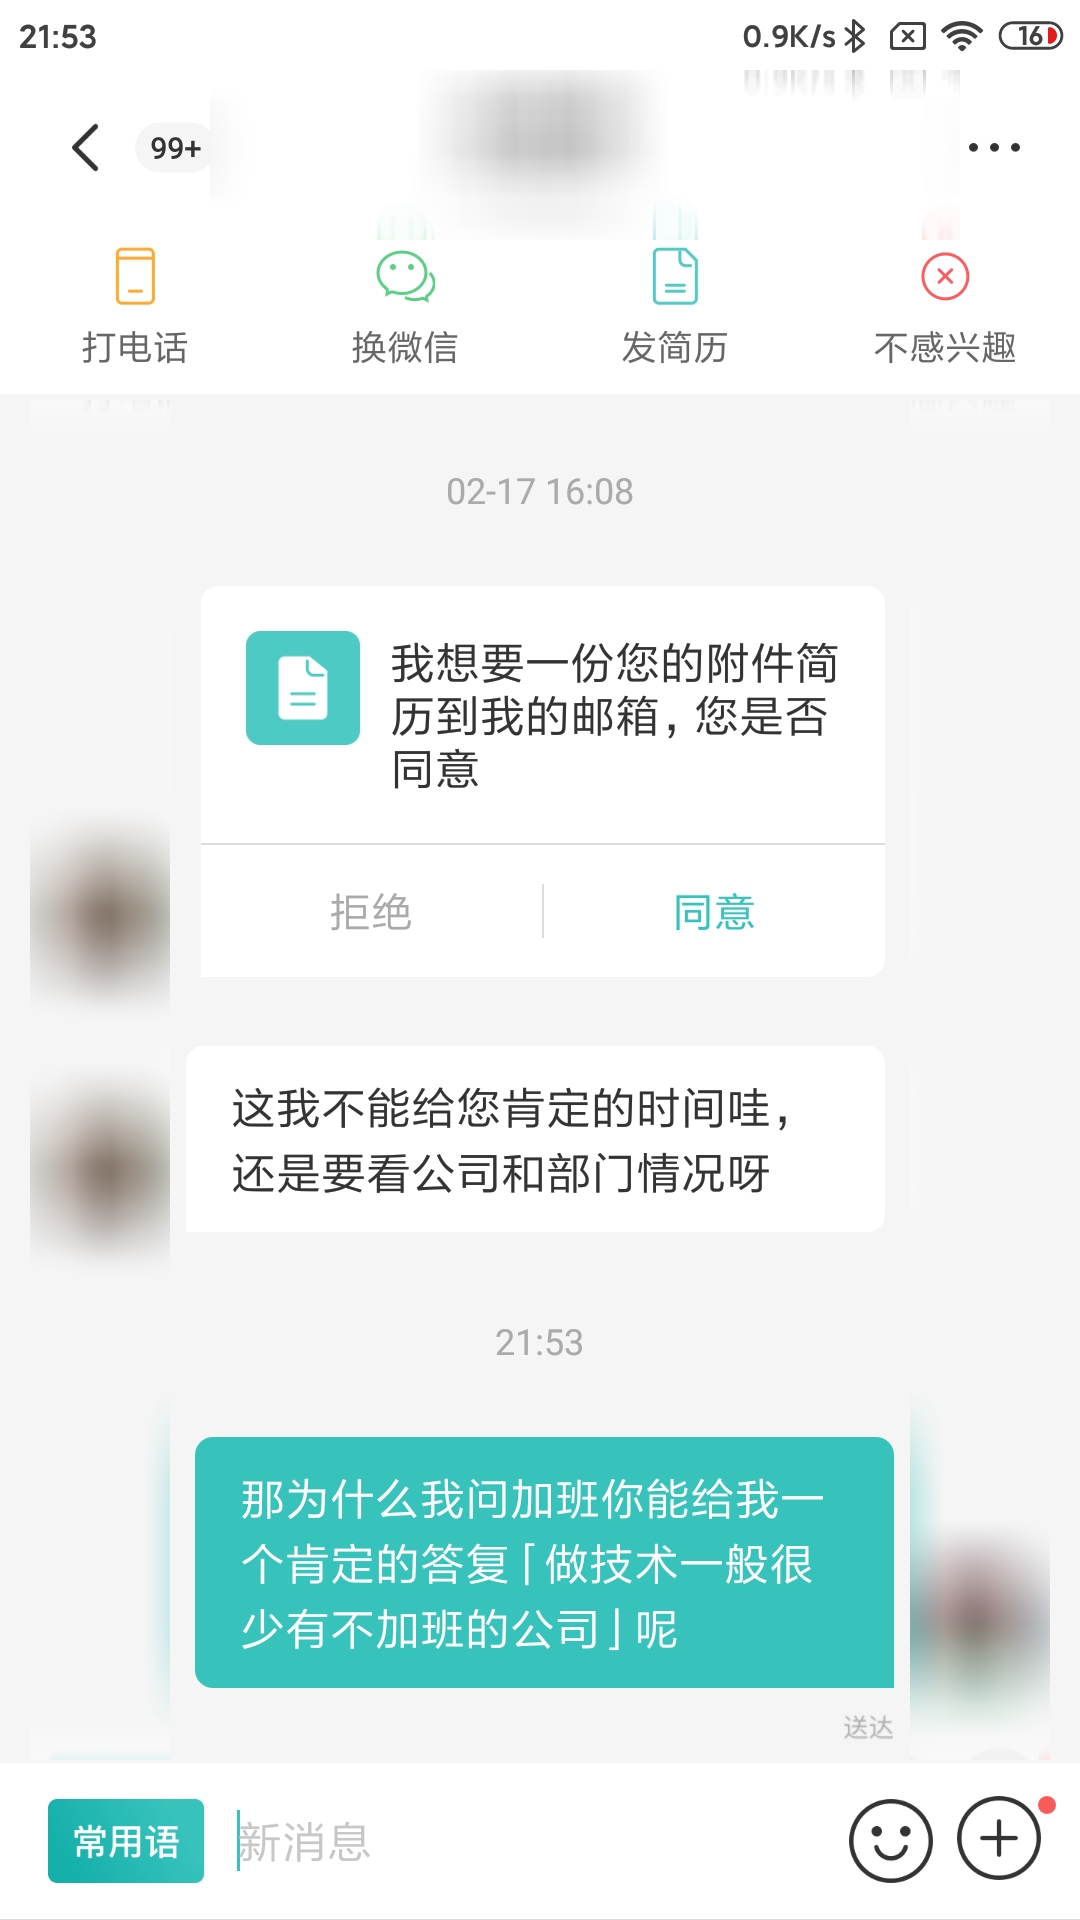 21:53
0.9K/s
16
99+
打电话
换微信
发简历
不感兴趣
02-17 16:08
我想要一份您的附件简
历到我的邮箱，您是否
同意
拒绝
同意
这我不能给您肯定的时间哇，
还是要看公司和部门情况呀
21:53
那为什么我问加班你能给我一
个肯定的答复「做技术一般很
少有不加班的公司」呢
送达
常用语
新消息